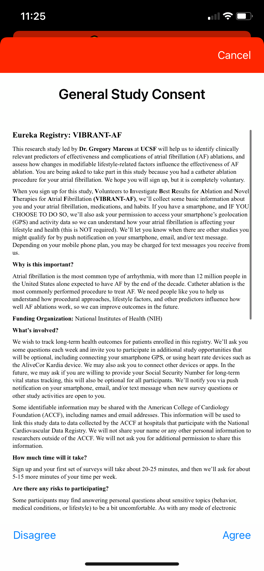 11:25
Cancel
General Study Consent
Eureka Registry: VIBRANT-AF
This research study led by Dr. Gregory Marcus at UCSF will help us to identify clinically
relevant predictors of effectiveness and complications of atrial fibrillation (AF) ablations, and
assess how changes in modifiable lifestyle-related factors influence the effectiveness of AF
ablation. You are being asked to take part in this study because you had a catheter ablation
procedure for your atrial fibrillation. We hope you will sign up, but it is completely voluntary.
When you sign up for this study, Volunteers to Investigate Best Results for Ablation and Novel
Therapies for Atrial Fibrillation (VIBRANT-AF), we'll collect some basic information about
you and your atrial fibrillation, medications, and habits. If you have a smartphone, and IF YOU
CHOOSE TO DO SO, we'll also ask your permission to access your smartphone's geolocation
(GPS) and activity data so we can understand how your atrial fibrillation is affecting your
lifestyle and health (this is NOT required). We'll let you know when there are other studies you
might qualify for by push notification on your smartphone, email, and/or text message.
Depending on your mobile phone plan, you may be charged for text messages you receive from
us.
Why is this important?
Atrial fibrillation is the most common type of arrhythmia, with more than 12 million people in
the United States alone expected to have AF by the end of the decade. Catheter ablation is the
most commonly performed procedure to treat AF. We need people like you to help us
understand how procedural approaches, lifestyle factors, and other predictors influence how
well AF ablations work, so we can improve outcomes in the future.
Funding Organization: National Institutes of Health (NIH)
What's involved?
We wish to track long-term health outcomes for patients enrolled in this registry. We'll ask you
some questions each week and invite you to participate in additional study opportunities that
will be optional, including connecting your smartphone GPS, or using heart rate devices such as
the AliveCor Kardia device. We may also ask you to connect other devices or apps. In the
future, we may ask if you are willing to provide your Social Security Number for long-term
vital status tracking, this will also be optional for all participants. We'll notify you via push
notification on your smartphone, email, and/or text message when new survey questions or
other study activities are open to you.
Some identifiable information may be shared with the American College of Cardiology
Foundation (ACCF), including names and email addresses. This information will be used to
link this study data to data collected by the ACCF at hospitals that participate with the National
Cardiovascular Data Registry. We will not share your name or any other personal information to
researchers outside of the ACCF. We will not ask you for additional permission to share this
information.
How much time will it take?
Sign up and your first set of surveys will take about 20-25 minutes, and then we'll ask for about
5-15 more minutes of your time per week.
Are there any risks to participating?
Some participants may find answering personal questions about sensitive topics (behavior,
medical conditions, or lifestyle) to be a bit uncomfortable. As with any mode of electronic
Disagree
Agree